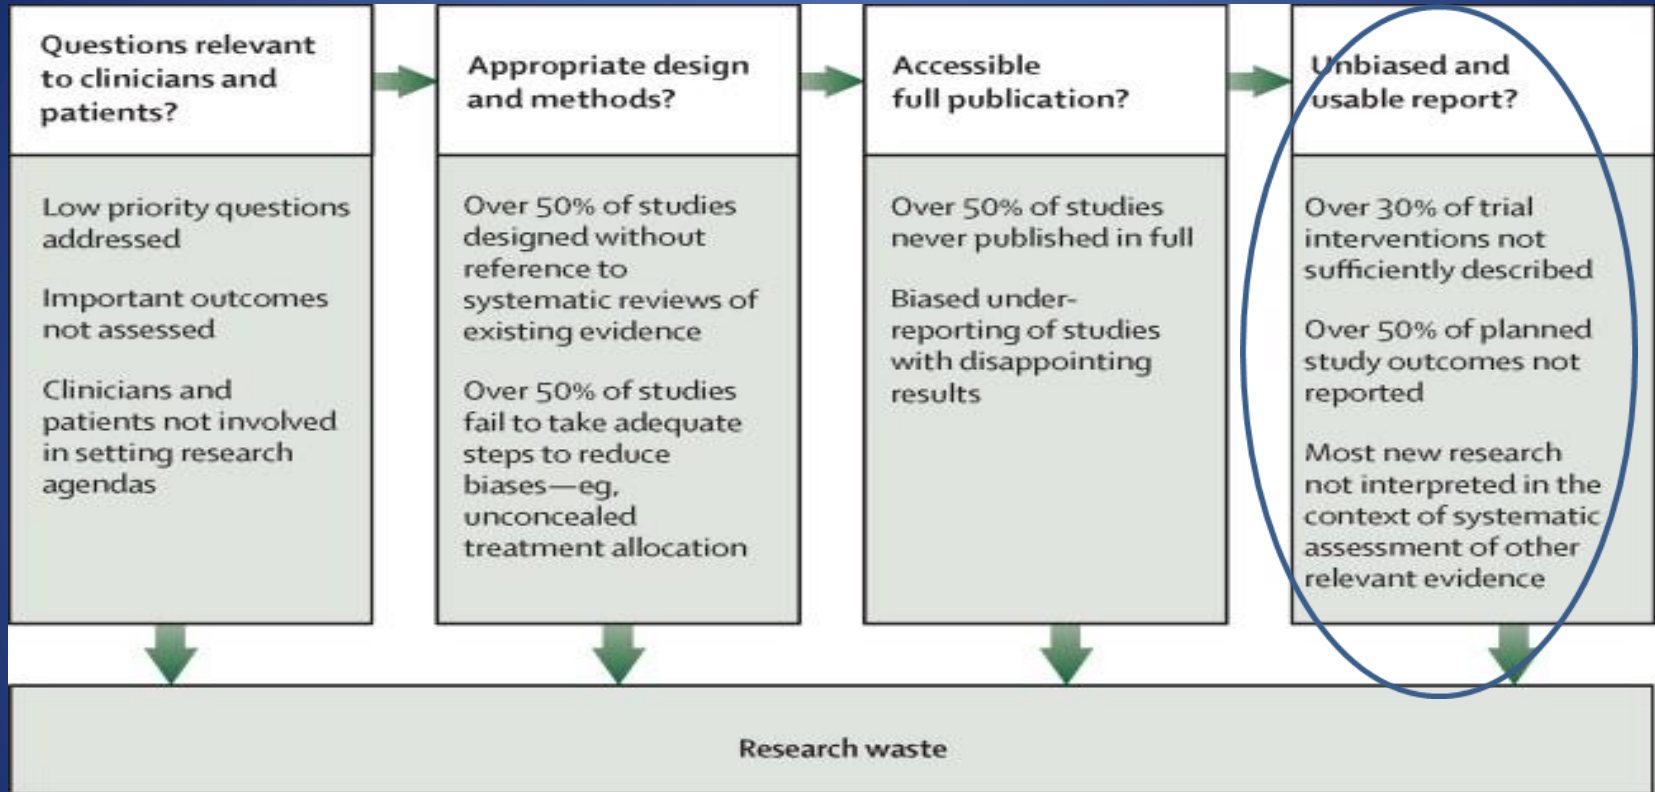 Questions relevant
to clinicians and
patients?
Low priority questions
addressed
Important outcomes
not assessed
Clinicians and
patients not involved
in setting research
agendas
Appropriate design
and methods?
Over 50% of studies
designed without
reference to
systematic reviews of
existing evidence
Over 50% of studies
fail to take adequate
steps to reduce
biases—eg,
unconcealed
treatment allocation
Accessible
full publication?
Over 50% of studies
never published in full
Biased under-
reporting of studies
with disappointing
results
Unbiased and
usable report?
Over 30% of trial
interventions not
sufficiently described
Over 50% of planned
study outcomes not
reported
Most new research
not interpreted in the
context of systematic
assessment of other
relevant evidence
Research waste